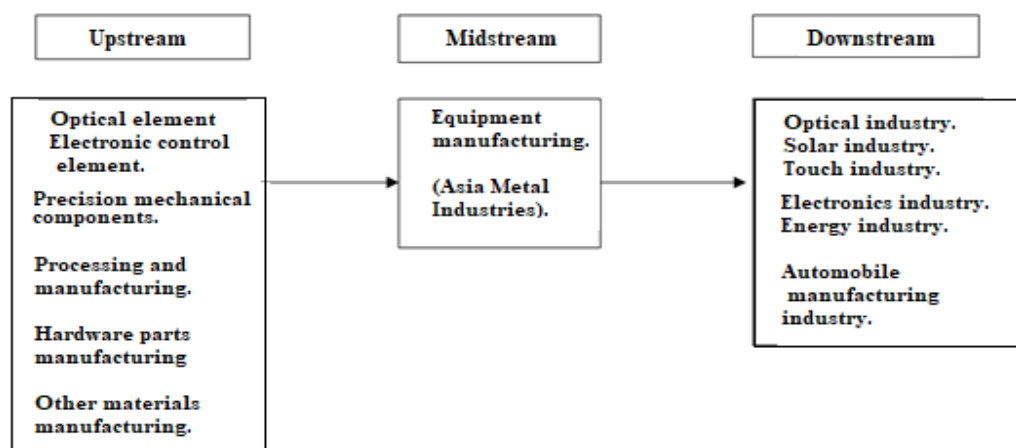 Upstream
Midstream
Downstream
Optical element
Electronic control
element.
Precision mechanical
components.
Processing and
manufacturing.
Hardware parts
manufacturing
Other materials
manufacturing.
Equipment
manufacturing.
(Asia Metal
Industries).
Optical industry.
Solar industry.
Touch industry.
Electronics industry.
Energy industry.
Automobile
manufacturing
industry.